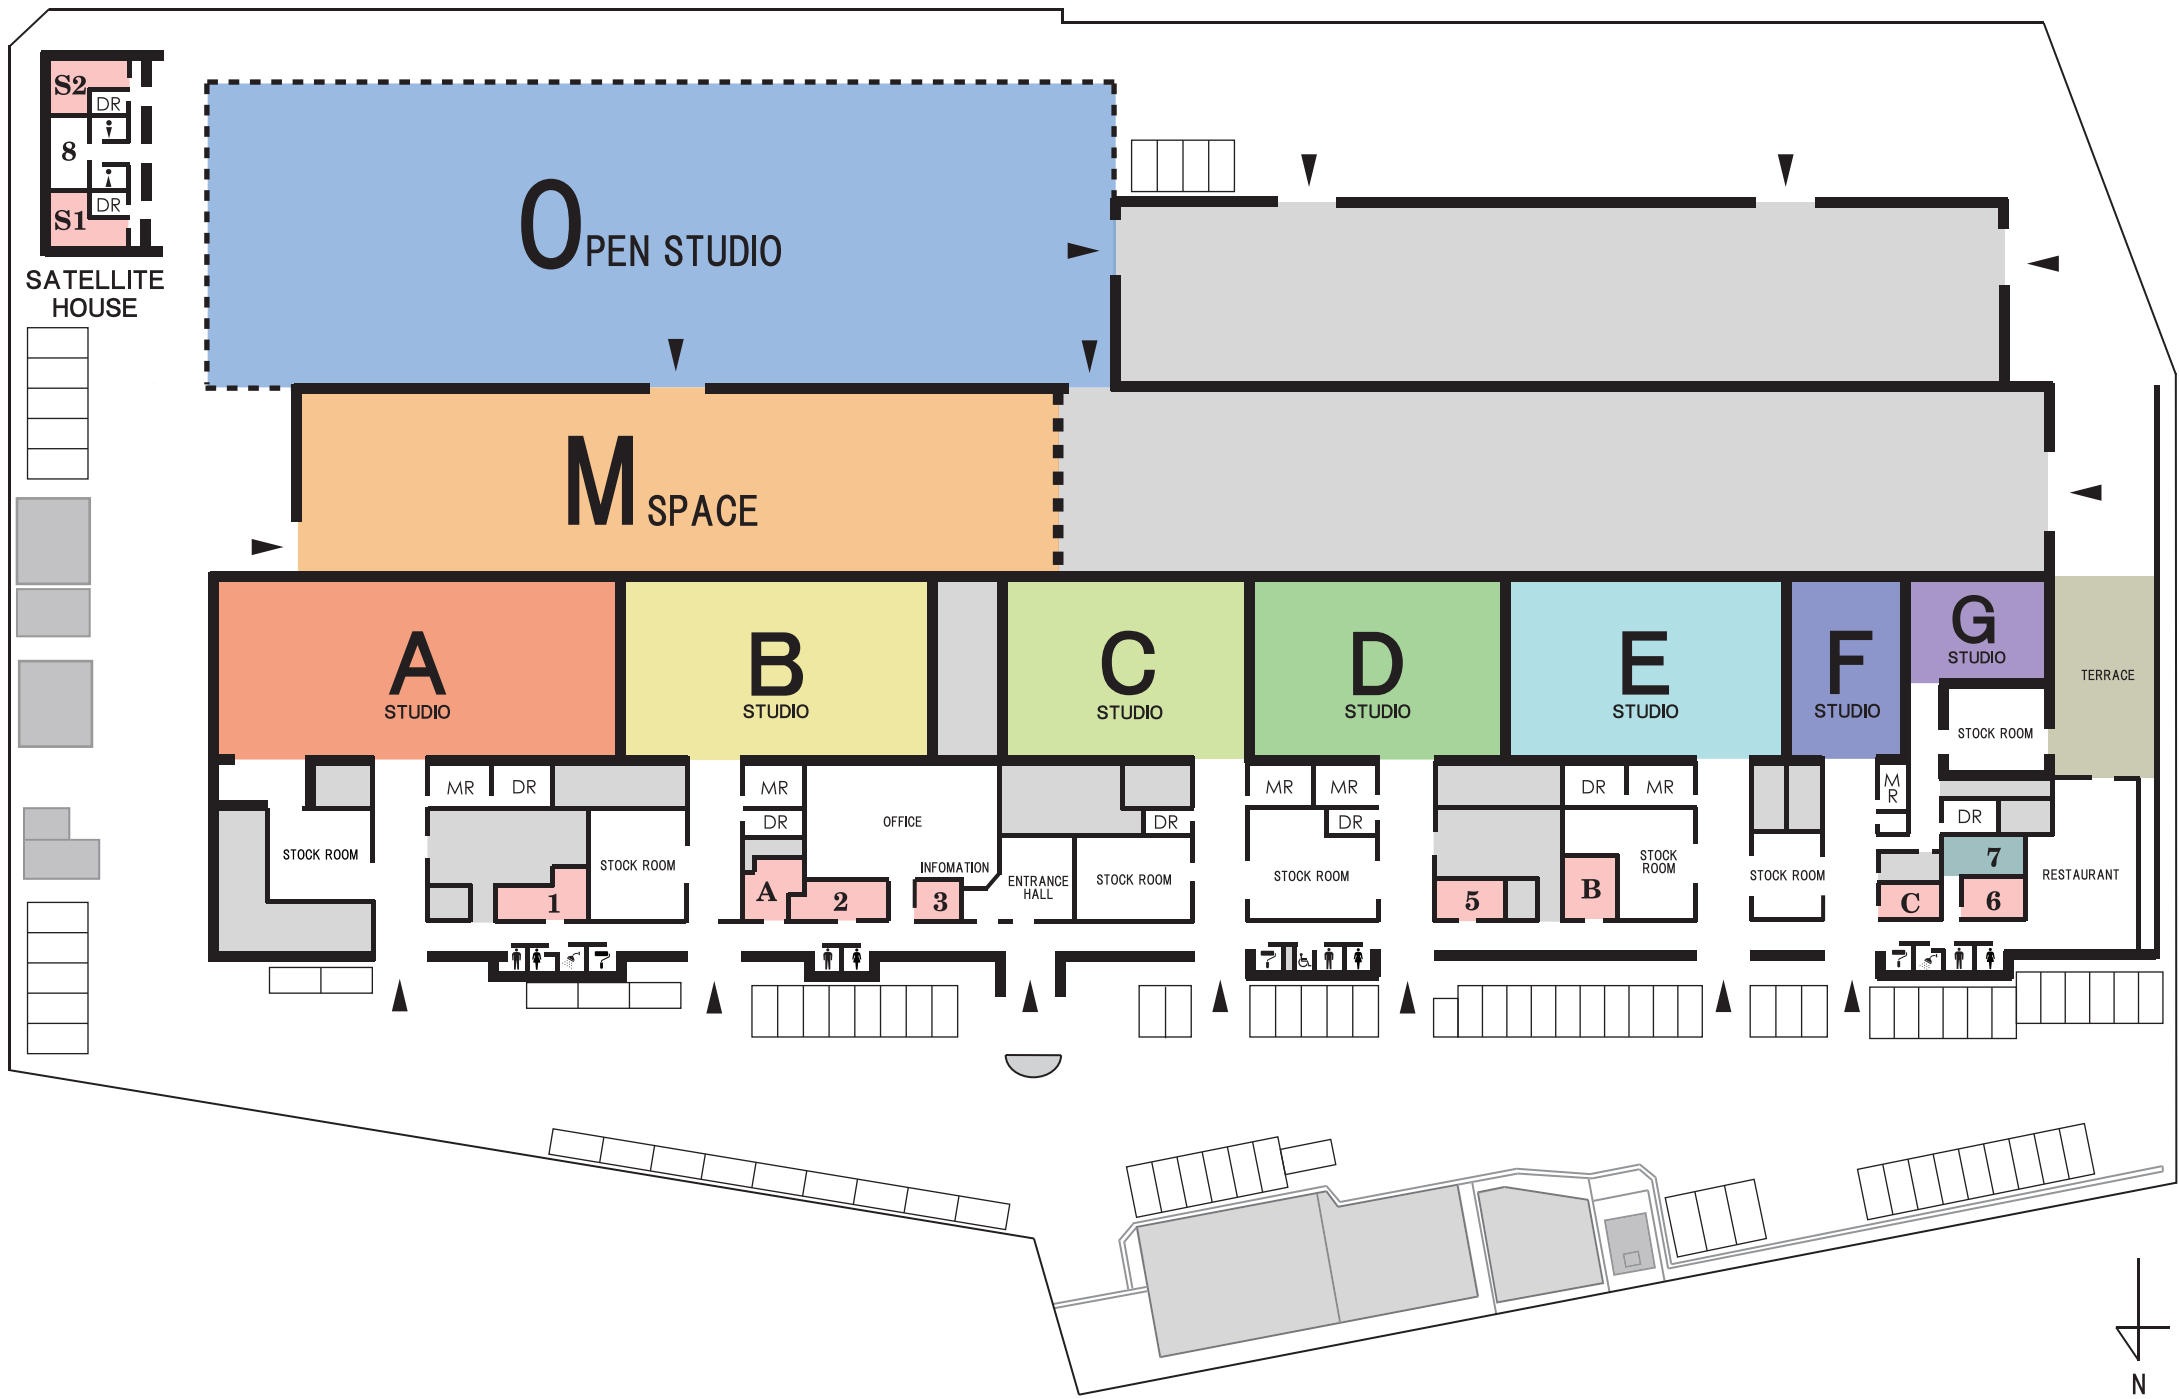 S2
DR
8
DR
S1
SATELLITE
HOUSE
OPEN STUDIO
M SPACE
A
STUDIO
B
STUDIO
C
STUDIO
D
STUDIO
E
STUDIO
F
STUDIO
G
STUDIO
TERRACE
STOCK ROOM
MR
DR
MR
DR
OFFICE
INFOMATION
DR
MR
MR
DR
DR
MR
M
R
DR
STOCK ROOM
STOCK ROOM
ENTRANCE
HALL
STOCK ROOM
STOCK ROOM
STOCK
ROOM
STOCK ROOM
RESTAURANT
1
A
2
3
5
B
C
7
6
N